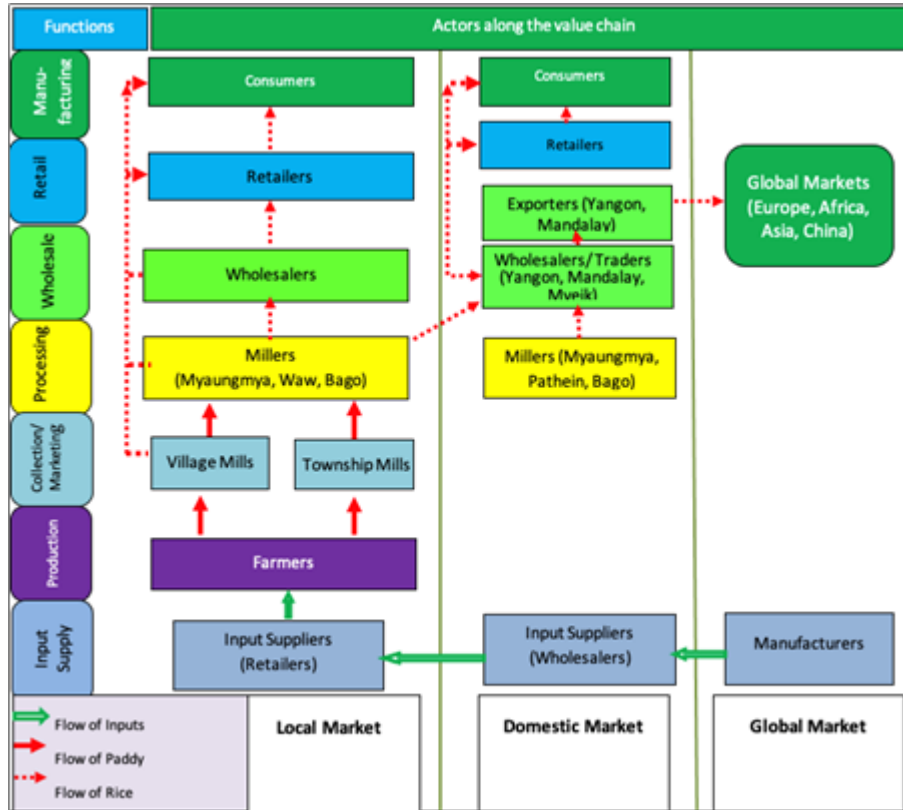 Functions
Actors along the value chain
Manu-
facturing
Consumers
Consumers
Retail
Retailers
Retailers
Global Markets
(Europe, Africa,
Asia, China)
Exporters (Yangon,
Mandalay)
Wholesale
Wholesalers
Wholesalers/Traders
(Yangon, Mandalay,
Myeik)
Processing
Millers
(Myaungmya, Waw, Bago)
Millers (Myaungmya,
Pathein, Bago)
Collection/
Marketing
Village Mills
Township Mills
Production
Farmers
Input
Supply
Input Suppliers
(Retailers)
Input Suppliers
(Wholesalers)
Manufacturers
Flow of Inputs
Flow of Paddy
Flow of Rice
Local Market
Domestic Market
Global Market